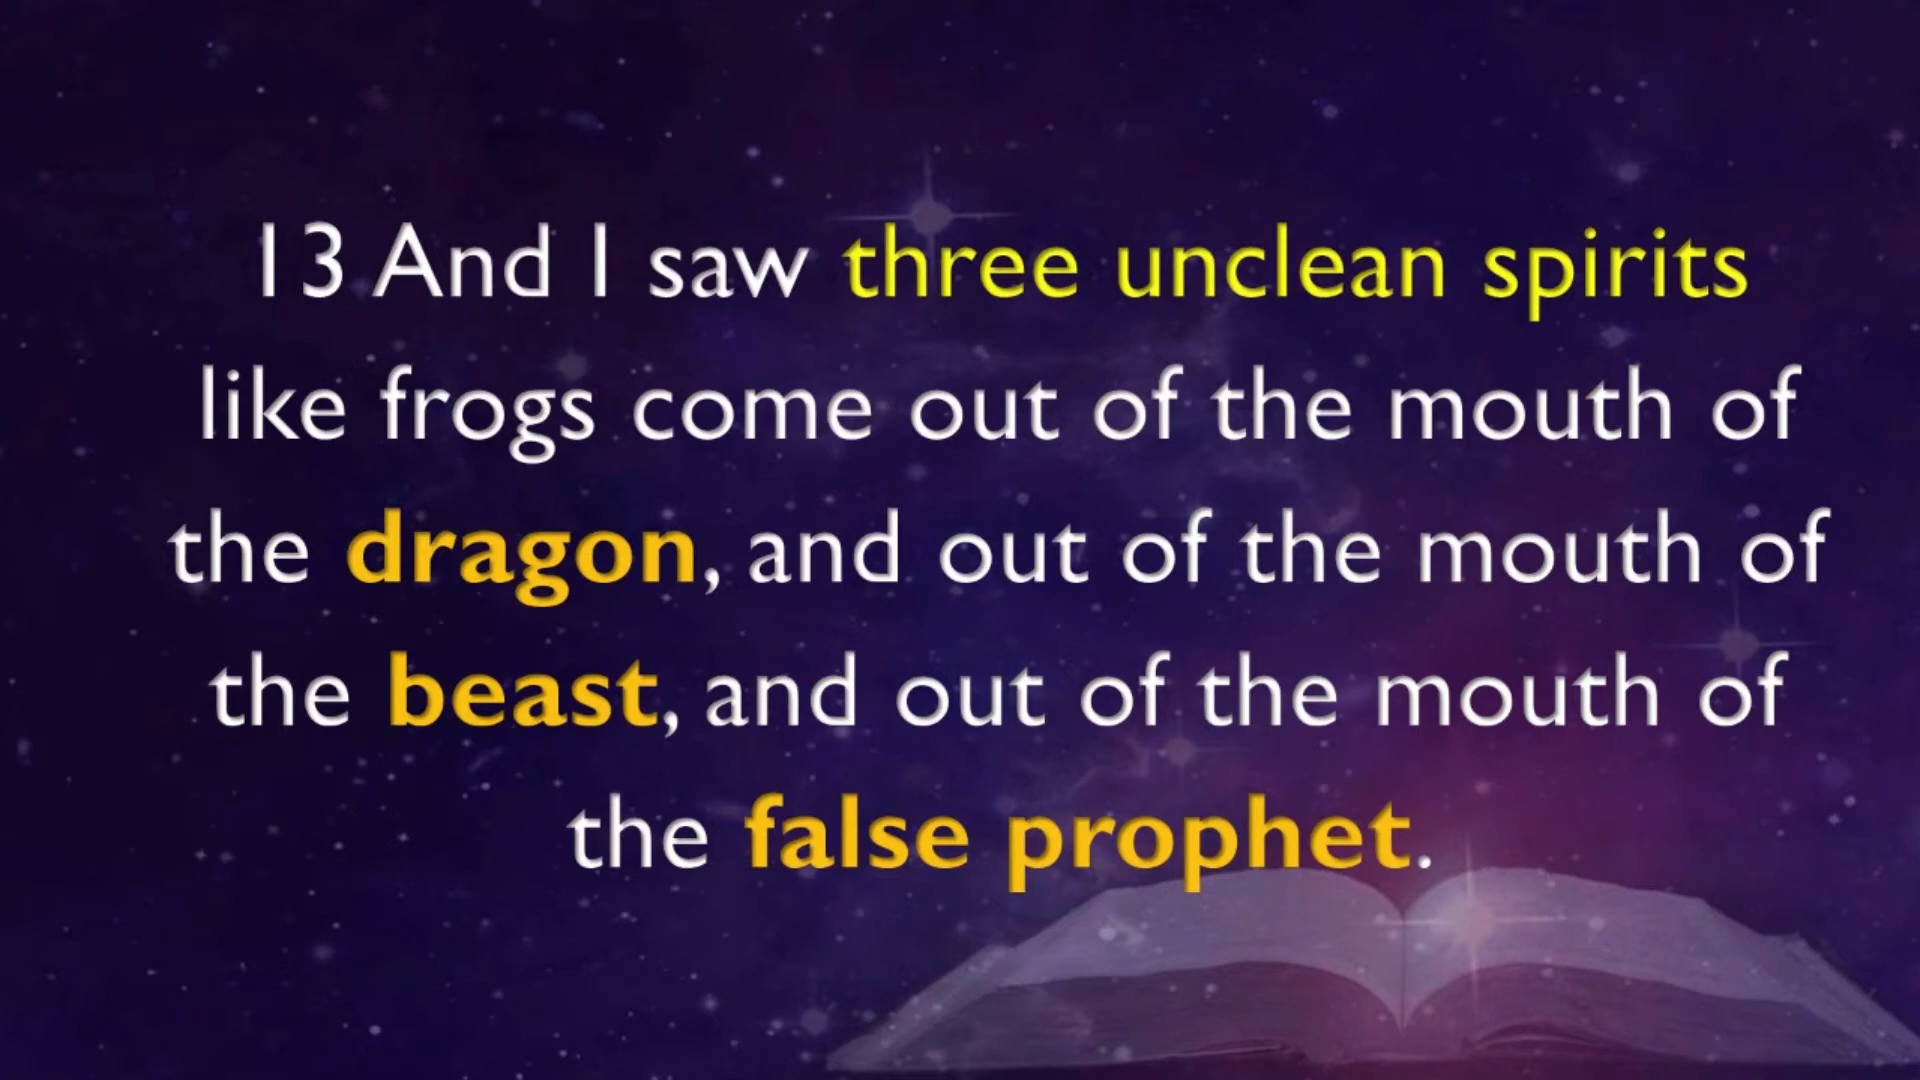 13 And I saw three unclean spirits
like frogs come out of the mouth of
the dragon, and out of the mouth of
the beast, and out of the mouth of
the false prophet.